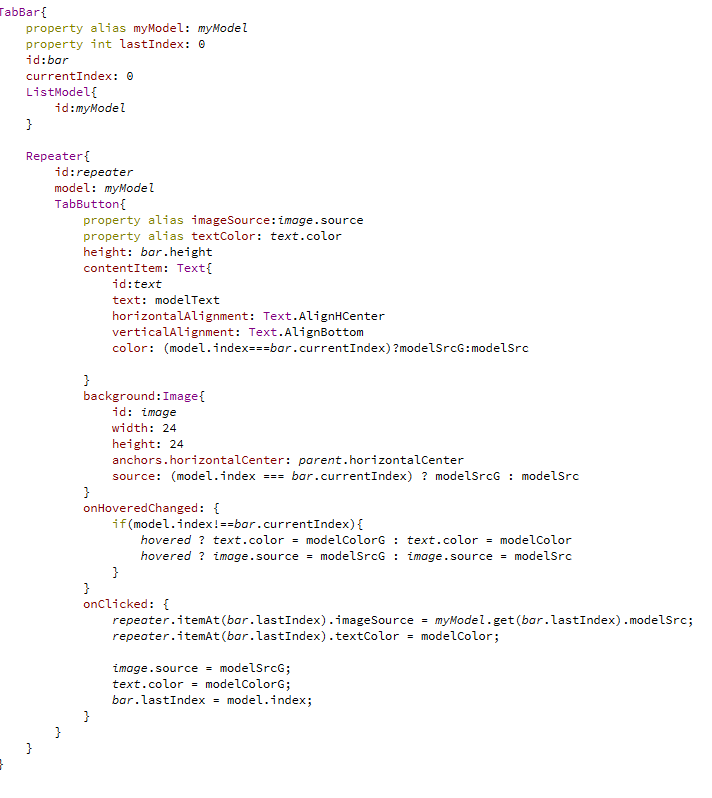 TabBar{
    property alias myModel: myModel
    property int lastIndex: 0
    id:bar
    currentIndex: 0
    ListModel{
        id:myModel
    }

    Repeater{
        id:repeater
        model: myModel
        TabButton{
            property alias imageSource:image.source
            property alias textColor: text.color
            height: bar.height
            contentItem: Text{
                id:text
                text: modelText
                horizontalAlignment: Text.AlignHCenter
                verticalAlignment: Text.AlignBottom
                color: (model.index===bar.currentIndex)?modelSrcG:modelSrc

            }
            background:Image{
                id: image
                width: 24
                height: 24
                anchors.horizontalCenter: parent.horizontalCenter
                source: (model.index === bar.currentIndex) ? modelSrcG : modelSrc
            }
            onHoveredChanged: {
                if(model.index!==bar.currentIndex){
                    hovered ? text.color = modelColorG : text.color = modelColor
                    hovered ? image.source = modelSrcG : image.source = modelSrc
                }
            }
            onClicked: {
                repeater.itemAt(bar.lastIndex).imageSource = myModel.get(bar.lastIndex).modelSrc;
                repeater.itemAt(bar.lastIndex).textColor = modelColor;

                image.source = modelSrcG;
                text.color = modelColorG;
                bar.lastIndex = model.index;
            }
        }
    }
}